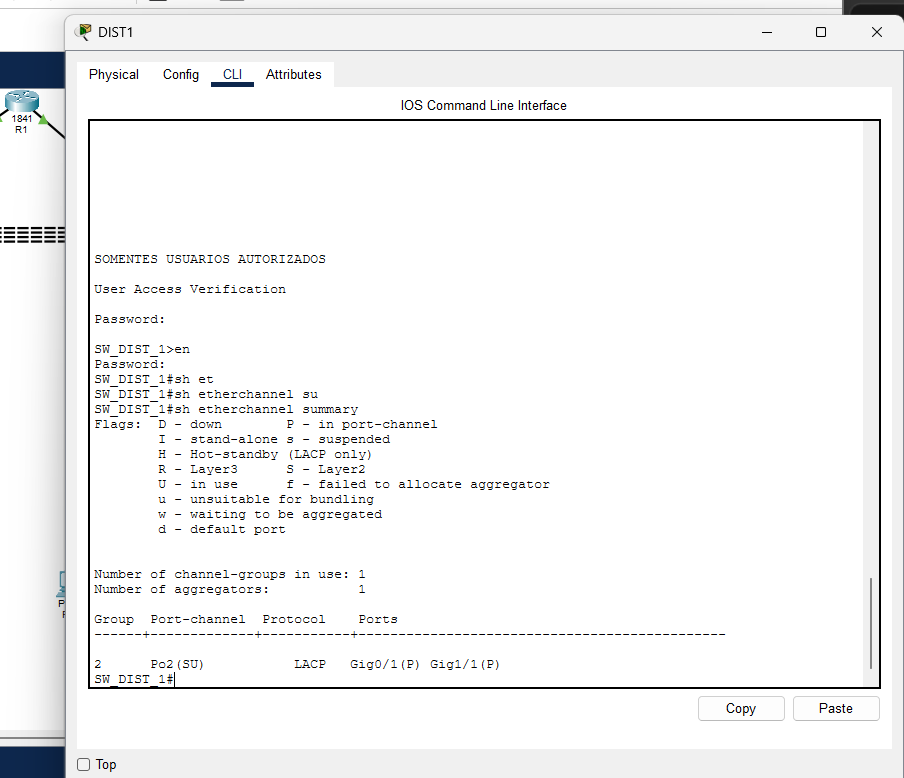 DIST1
Physical Config CLI Attributes
IOS Command Line Interface
1841
R1
SOMENTES USUARIOS AUTORIZADOS
User Access Verification
Password:
SW_DIST_1>en
Password:
SW_DIST_1#sh et
SW_DIST_1#sh etherchannel su
SW_DIST_1#sh etherchannel summary
Flags:  D - down        P - in port-channel
        I - stand-alone s - suspended
        H - Hot-standby (LACP only)
        R - Layer3      S - Layer2
        U - in use      f - failed to allocate aggregator
        u - unsuitable for bundling
        w - waiting to be aggregated
        d - default port
Number of channel-groups in use: 1
Number of aggregators:           1
Group  Port-channel  Protocol    Ports
------+-------------+-----------+----------------------------------------------
2      Po2(SU)           LACP   Gig0/1(P) Gig1/1(P)
SW_DIST_1#
Copy Paste
Top